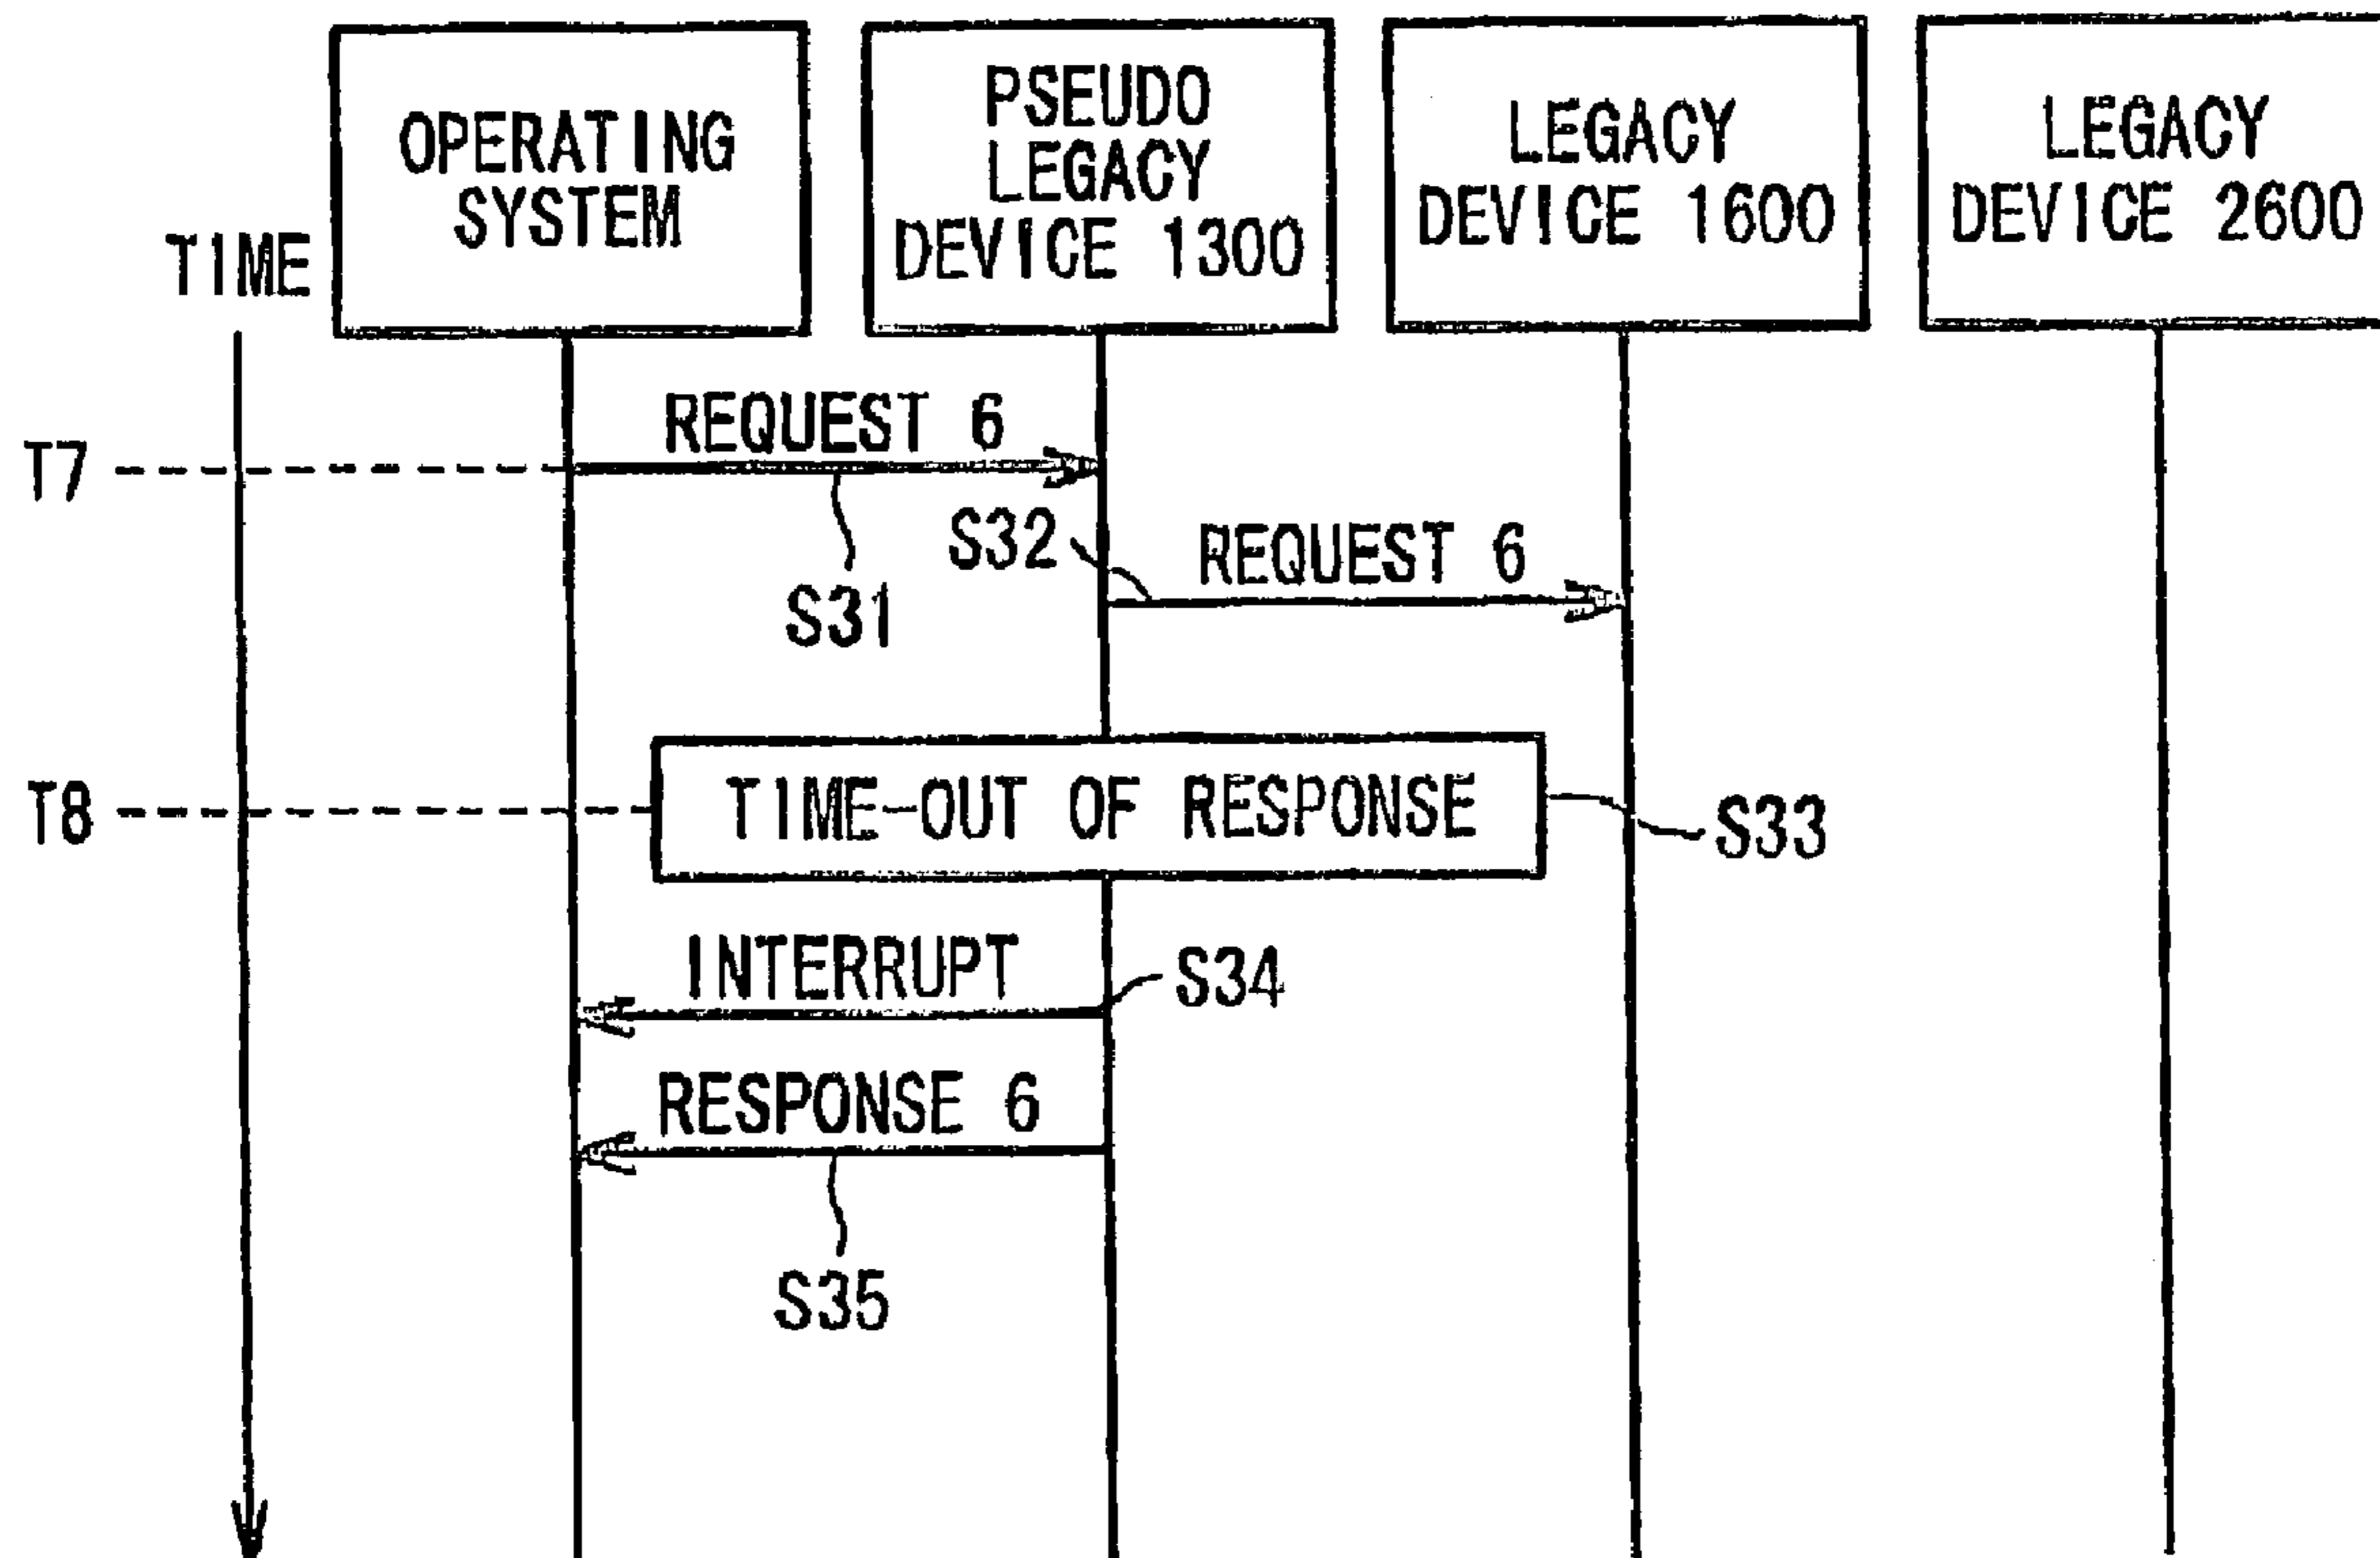 OPERATING
SYSTEM
PSEUDO
LEGACY
DEVICE 1300
LEGACY
DEVICE 1600
LEGACY
DEVICE 2600
TIME
REQUEST 6
T7
S32
REQUEST 6
S31
T8
TIME-OUT OF RESPONSE
S33
INTERRUPT
S34
RESPONSE 6
S35